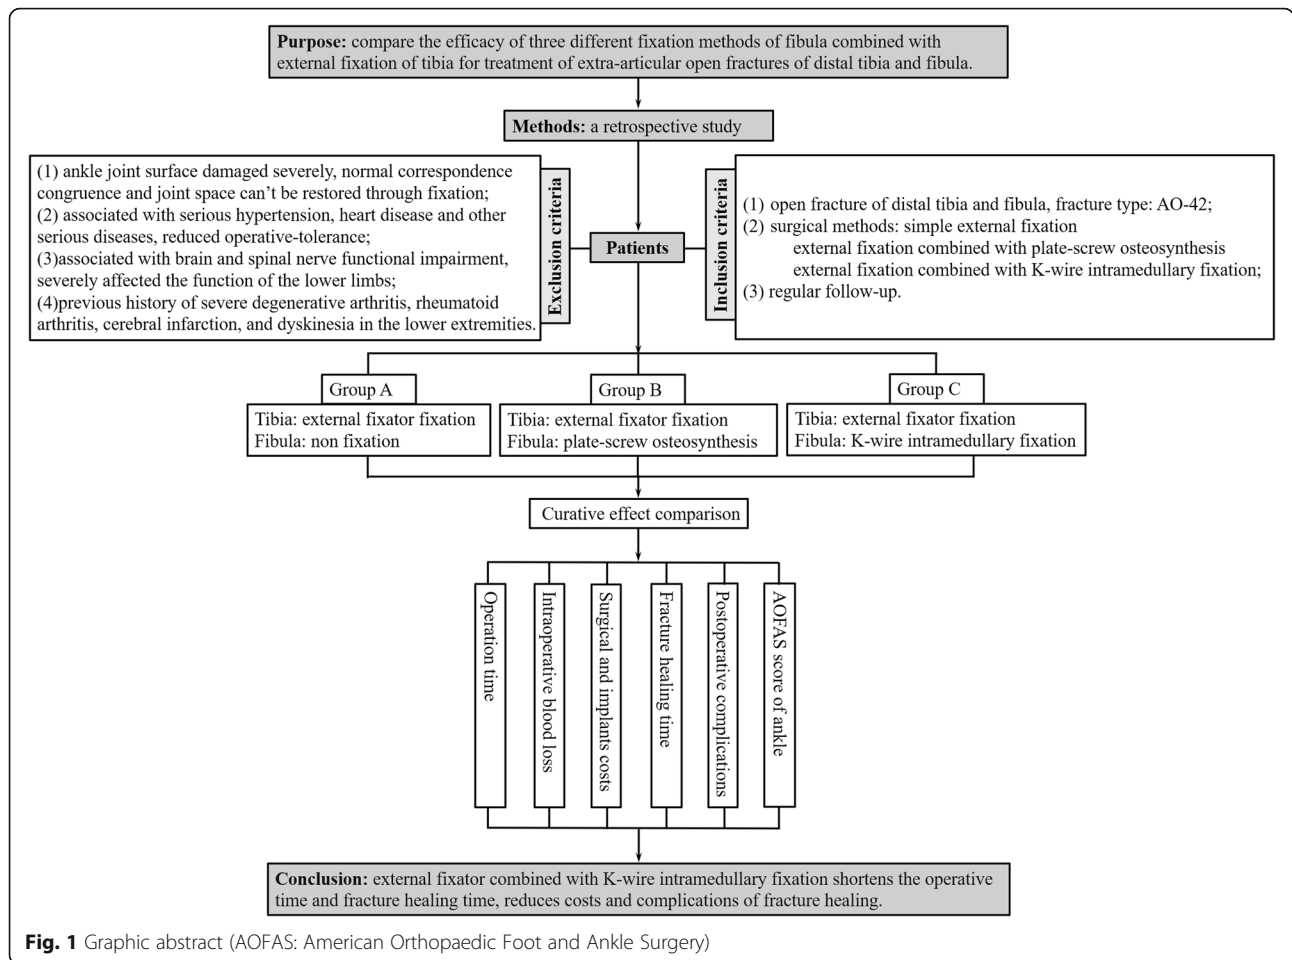 Purpose: compare the efficacy of three different fixation methods of fibula combined with
external fixation of tibia for treatment of extra-articular open fractures of distal tibia and fibula.
Methods: a retrospective study
(1) ankle joint surface damaged severely, normal correspondence
congruence and joint space can't be restored through fixation;
(2) associated with serious hypertension, heart disease and other
serious diseases, reduced operative-tolerance;
(3)associated with brain and spinal nerve functional impairment,
severely affected the function of the lower limbs;
(4)previous history of severe degenerative arthritis, rheumatoid
arthritis, cerebral infarction, and dyskinesia in the lower extremities.
Exclusion criteria
Patients
Inclusion criteria
(1) open fracture of distal tibia and fibula, fracture type: AO-42;
(2) surgical methods: simple external fixation
external fixation combined with plate-screw osteosynthesis
external fixation combined with K-wire intramedullary fixation;
(3) regular follow-up.
Group A
Tibia: external fixator fixation
Fibula: non fixation
Group B
Tibia: external fixator fixation
Fibula: plate-screw osteosynthesis
Group C
Tibia: external fixator fixation
Fibula: K-wire intramedullary fixation
Curative effect comparison
Operation time
Intraoperative blood loss
Surgical and implants costs
Fracture healing time
Postoperative complications
AOFAS score of ankle
Conclusion: external fixator combined with K-wire intramedullary fixation shortens the operative
time and fracture healing time, reduces costs and complications of fracture healing.
Fig. 1 Graphic abstract (AOFAS: American Orthopaedic Foot and Ankle Surgery)